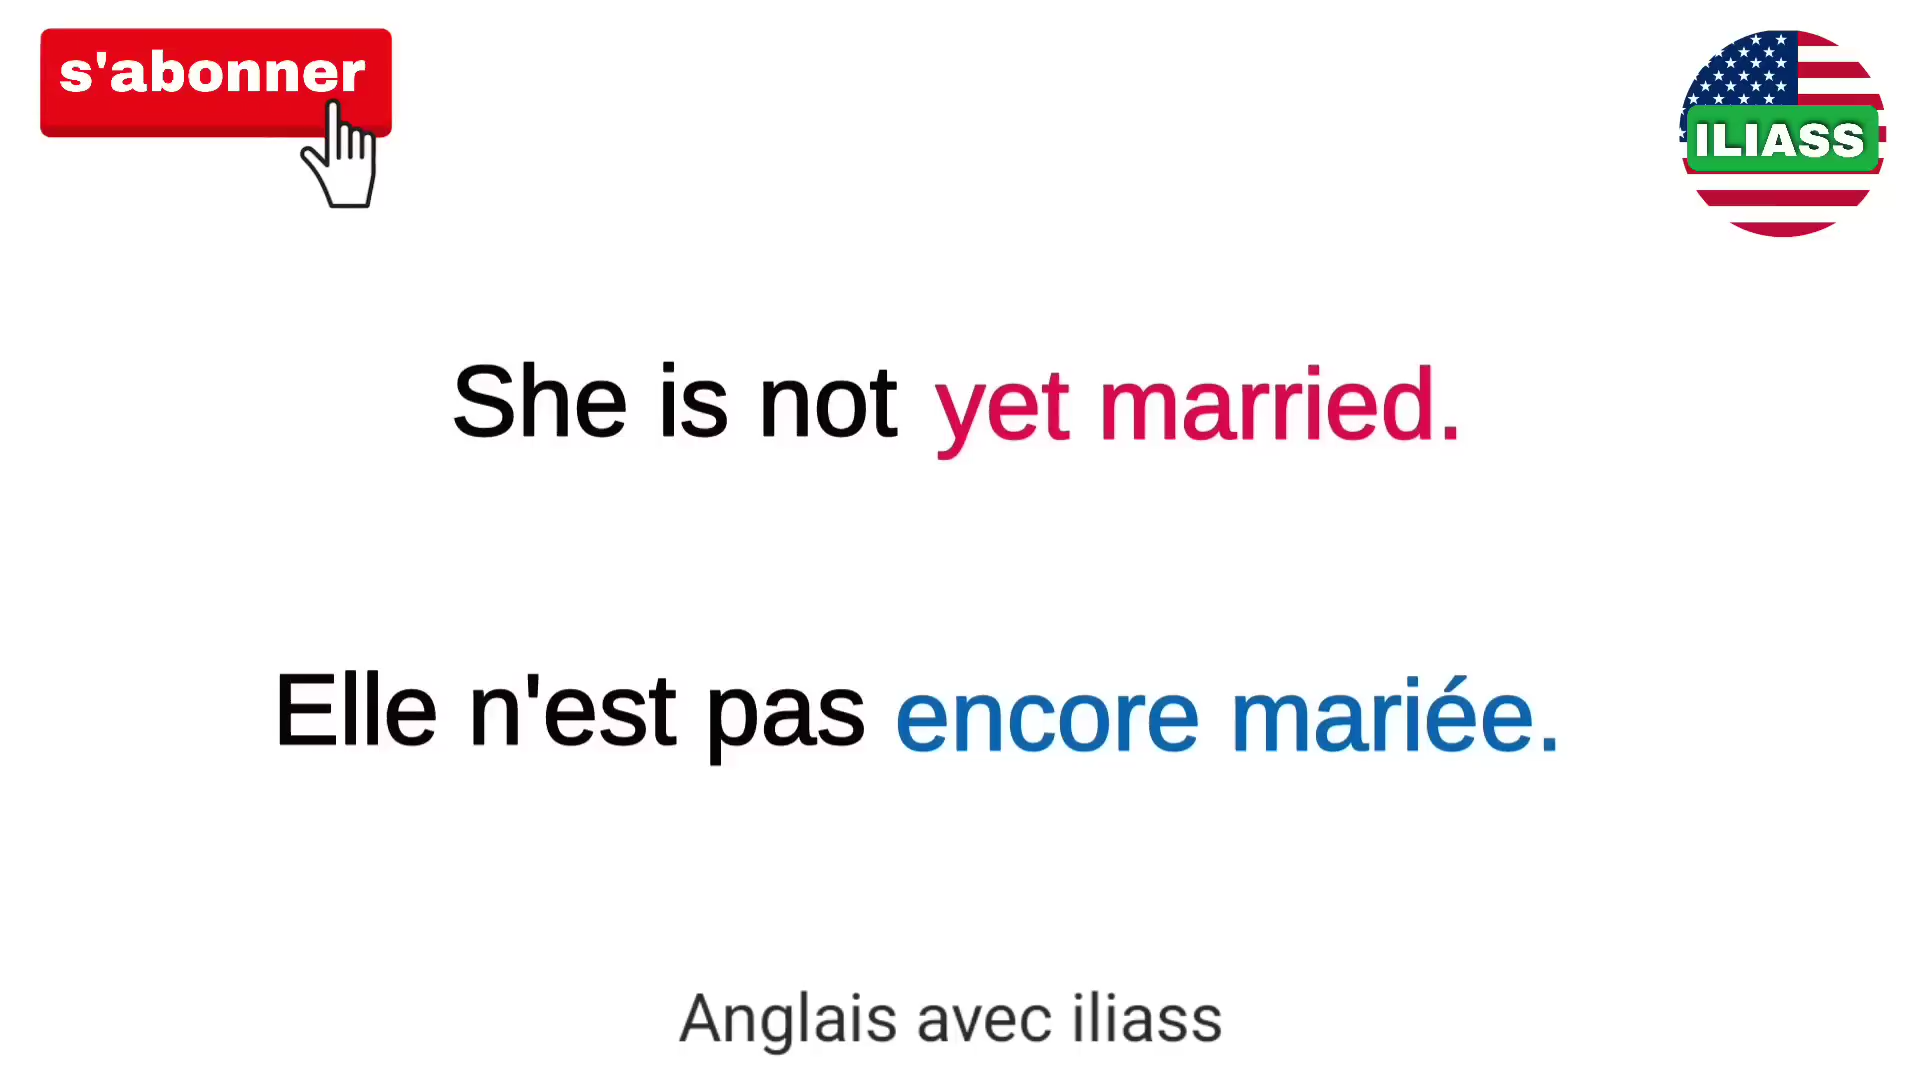 s'abonner
ILIASS
She is not yet married.
Elle n'est pas encore mariée.
Anglais avec iliass